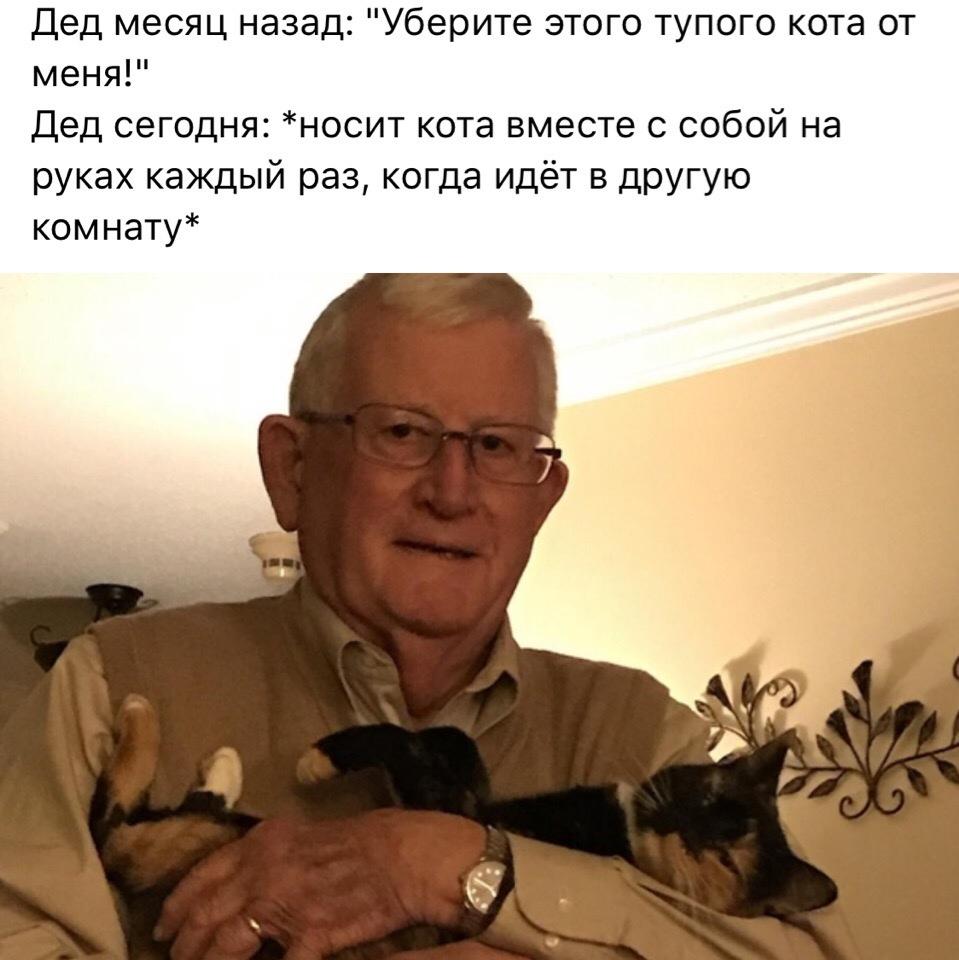 Дед месяц назад: "Уберите этого тупого кота от
меня!"
Дед сегодня: *носит кота вместе с собой на
руках каждый раз, когда идёт в другую
комнату*